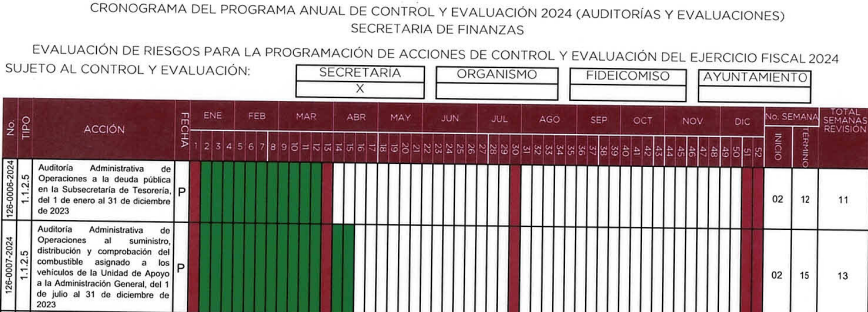 CRONOGRAMA DEL PROGRAMA ANUAL DE CONTROL Y EVALUACIÓN 2024 (AUDITORÍAS Y EVALUACIONES)
SECRETARIA DE FINANZAS
EVALUACIÓN DE RIESGOS PARA LA PROGRAMACIÓN DE ACCIONES DE CONTROL Y EVALUACIÓN DEL EJERCICIO FISCAL 2024
SUJETO AL CONTROL Y EVALUACIÓN: SECRETARIA ORGANISMO FIDEICOMISO AYUNTAMIENTO
X
No. TIPO ACCIÓN FECHA ENE FEB MAR ABR MAY JUN JUL AGO SEP OCT NOV DIC No. SEMANA TOTAL SEMANAS REVISIÓN
1 2 3 4 5 6 7 8 9 10 11 12 13 14 15 16 17 18 19 20 21 22 23 24 25 26 27 28 29 30 31 32 33 34 35 36 37 38 39 40 41 42 43 44 45 46 47 48 49 50 51 52 INICIO TERMINO
126-0006-2024 1.1.2.5
Auditoría Administrativa de
Operaciones a la deuda pública
en la Subsecretaría de Tesorería,
del 1 de enero al 31 de diciembre
de 2023
P 02 12 11
126-0007-2024 1.1.2.5
Auditoría Administrativa de
Operaciones al suministro,
distribución y comprobación del
combustible asignado a los
vehículos de la Unidad de Apoyo
a la Administración General, del 1
de julio al 31 de diciembre de
2023
P 02 15 13